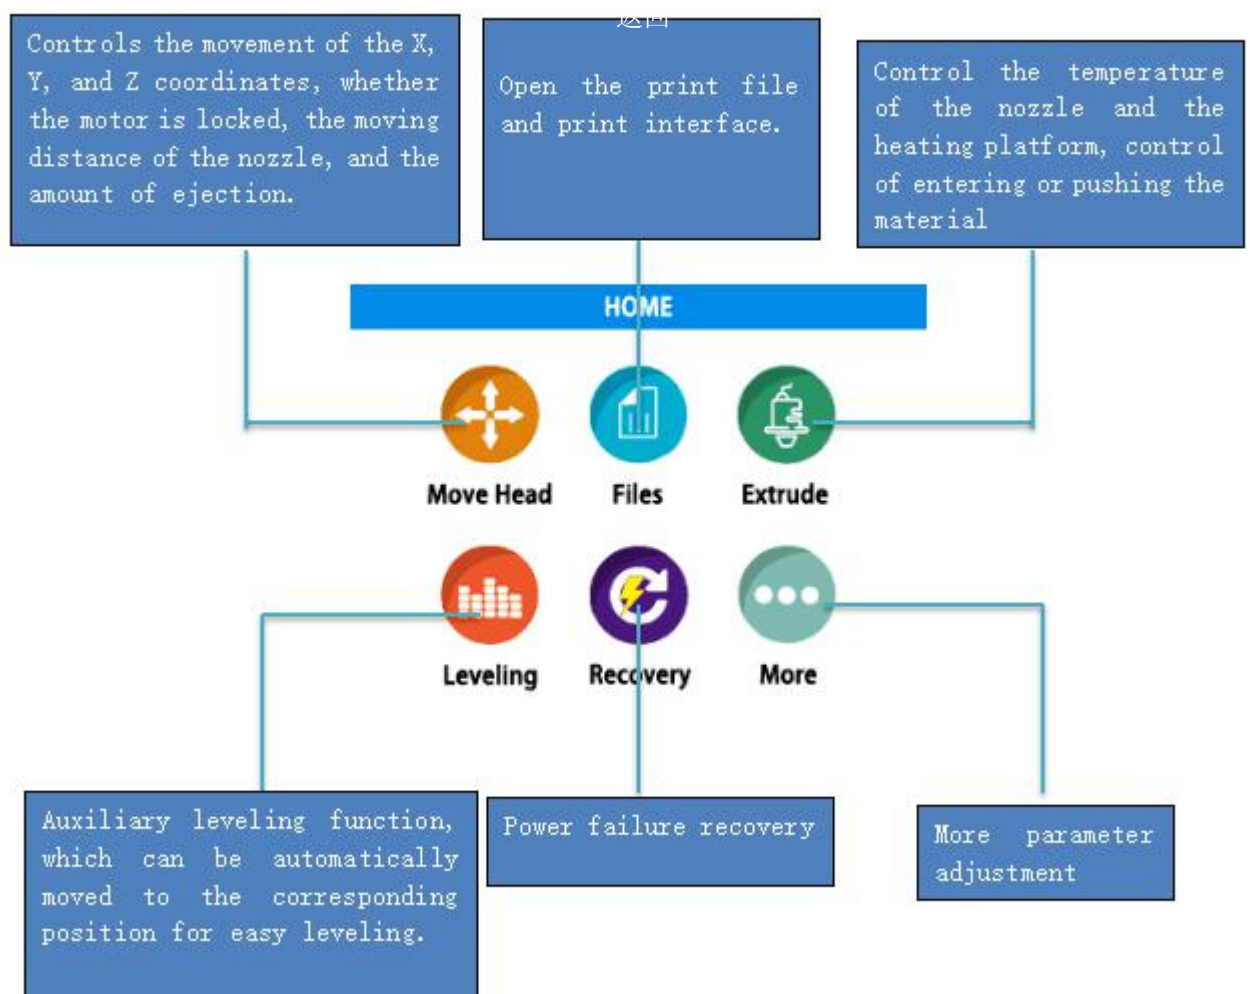 Controls the movement of the X,
Y, and Z coordinates, whether
the motor is locked, the moving
distance of the nozzle, and the
amount of ejection.
返回
Open the print file
and print interface.
Control the temperature
of the nozzle and the
heating platform, control
of entering or pushing the
material
HOME
Move Head
Files
Extrude
Leveling
Recovery
More
Auxiliary leveling function,
which can be automatically
moved to the corresponding
position for easy leveling.
Power failure recovery
More parameter
adjustment